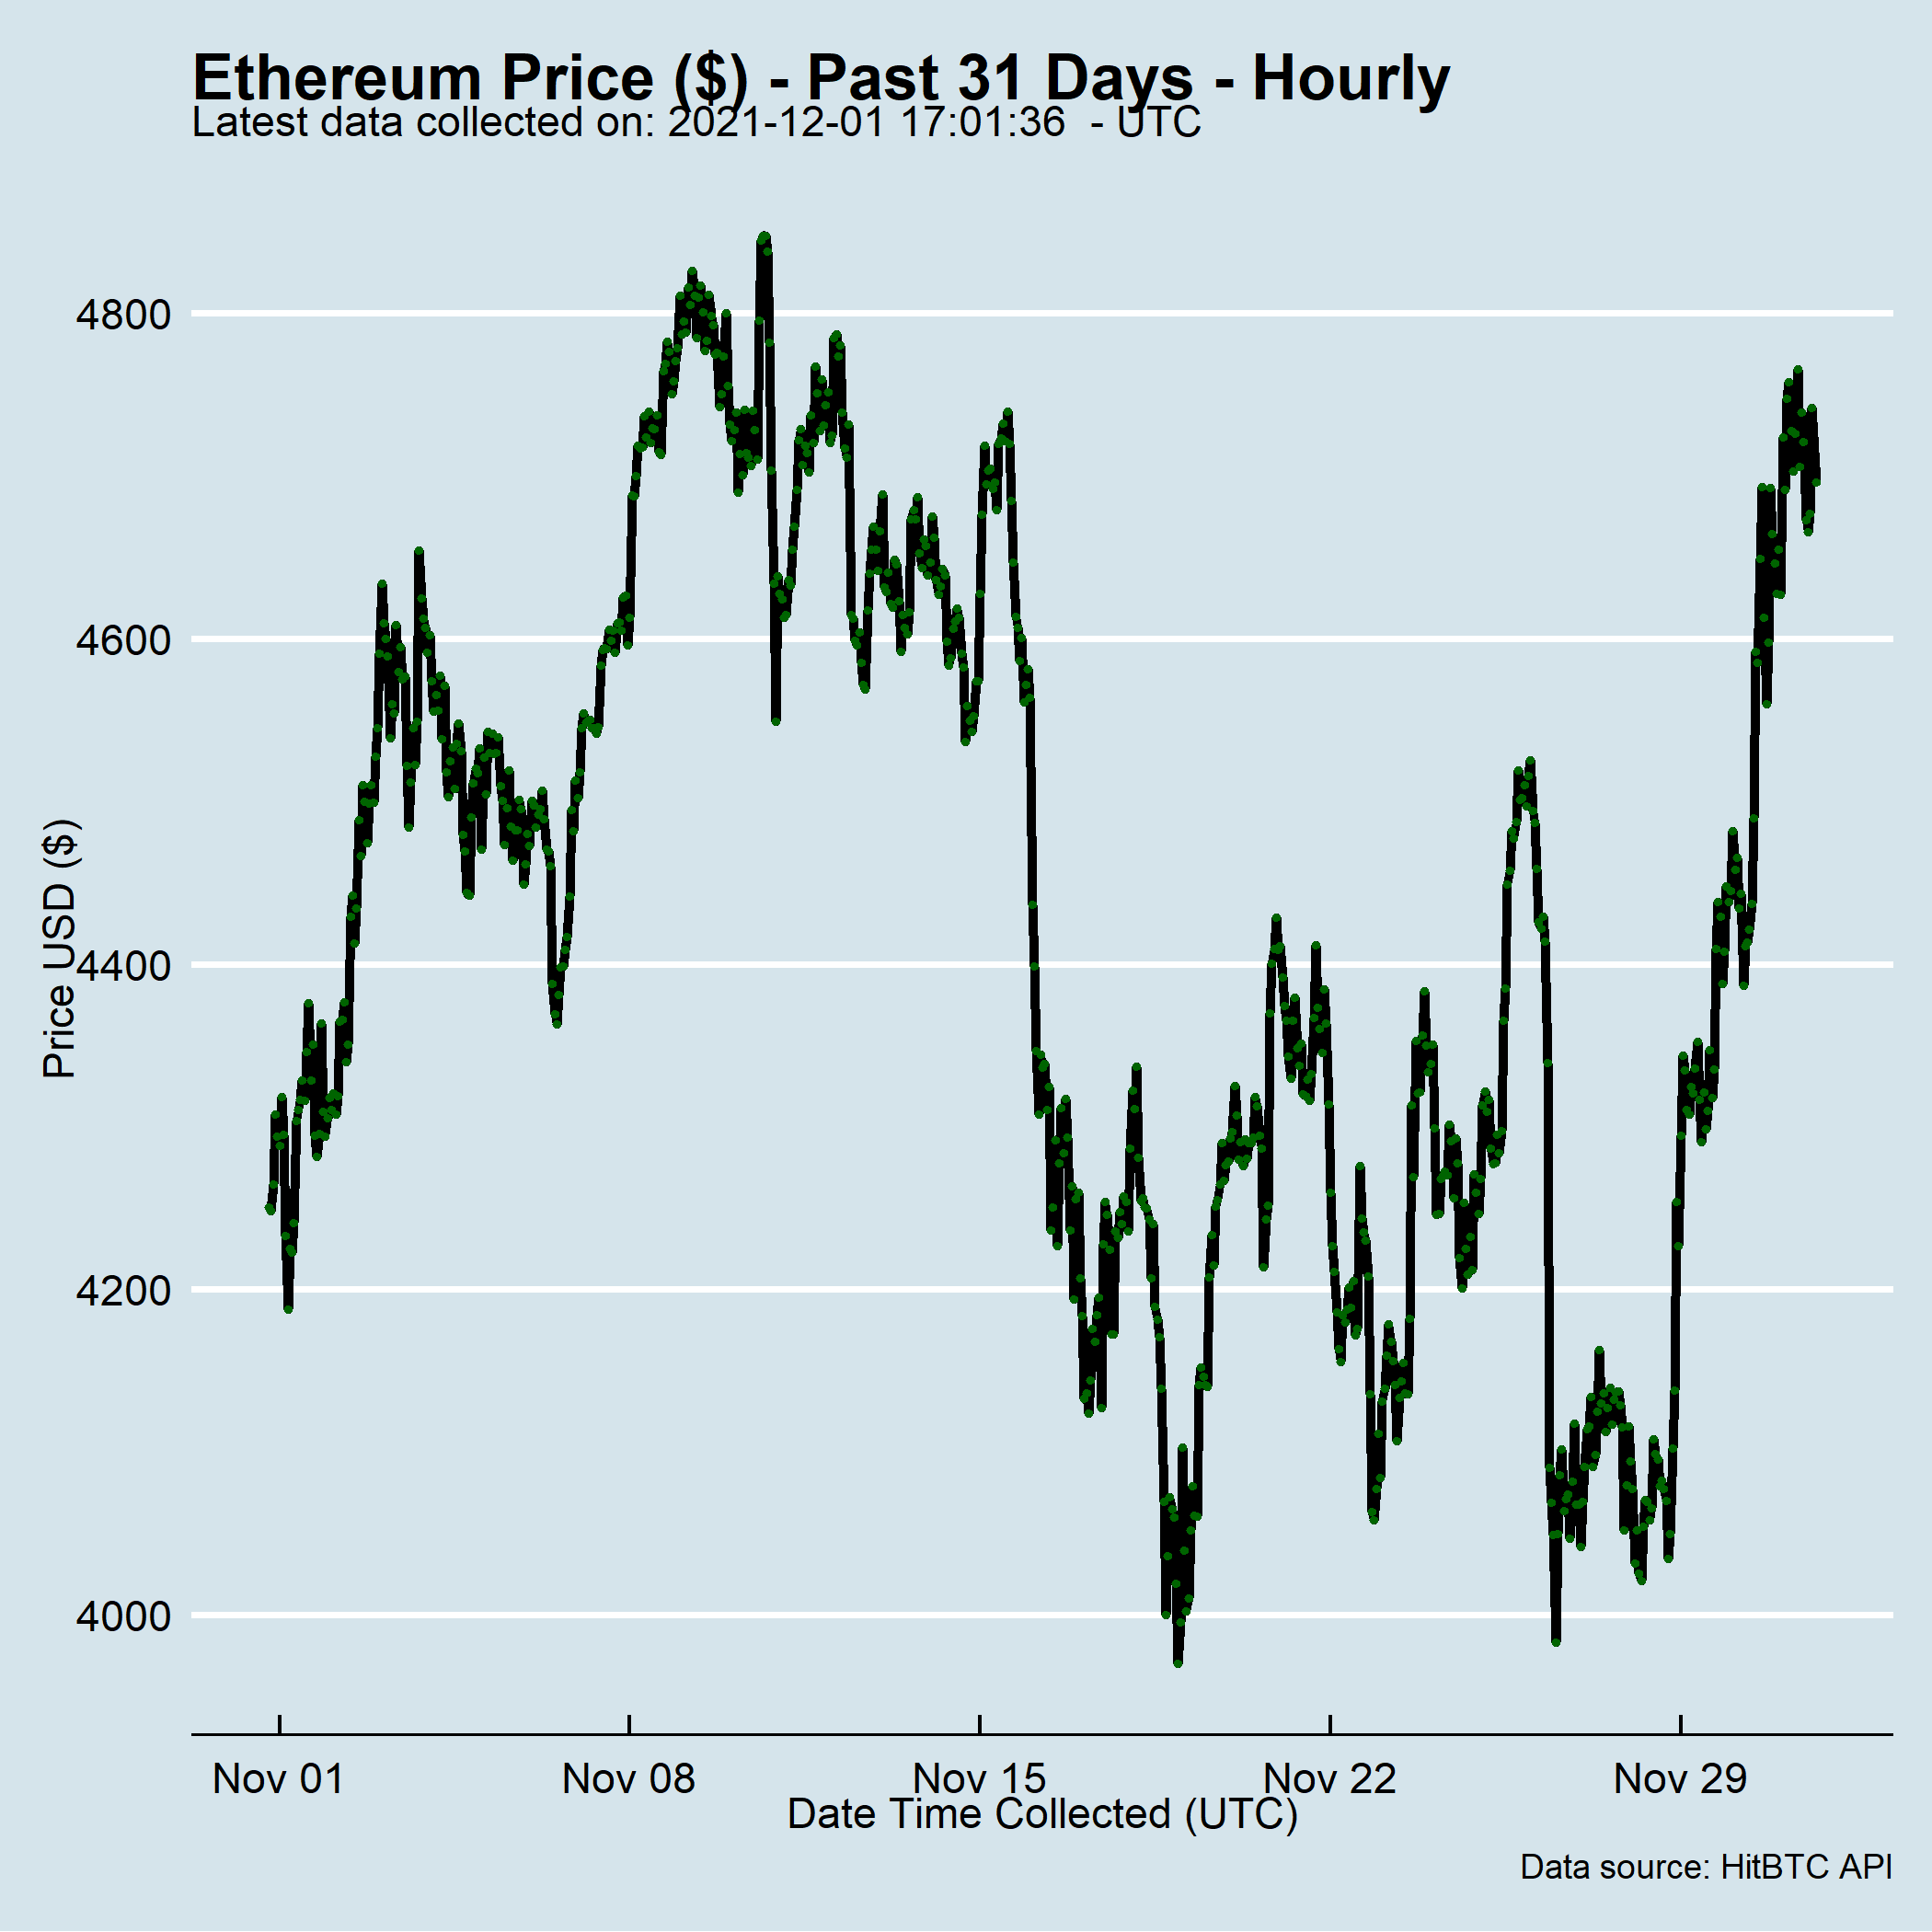 Ethereum Price ($) - Past 31 Days - Hourly
Latest data collected on: 2021-12-01 17:01:36  - UTC
Price USD ($)
4800
4600
4400
4200
4000
Nov 01 Nov 08 Nov 15 Nov 22 Nov 29
Date Time Collected (UTC)
Data source: HitBTC API